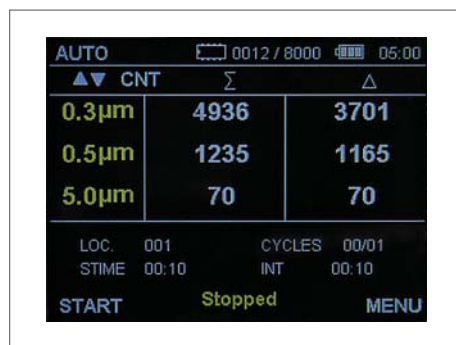 AUTO 0012 / 8000 05:00
▲▼ CNT Σ △
0.3µm 4936 3701
0.5µm 1235 1165
5.0µm 70 70
LOC. 001 CYCLES 00/01
STIME 00:10 INT 00:10
START Stopped MENU